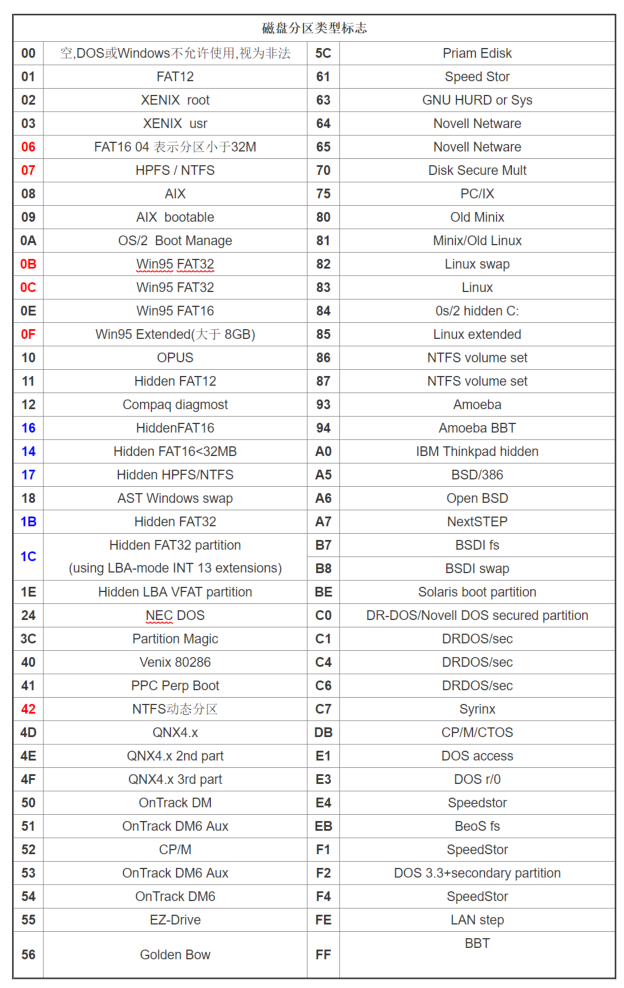 磁盘分区类型标志
00 空,DOS或Windows不允许使用,视为非法 5C Priam Edisk
01 FAT12 61 Speed Stor
02 XENIX root 63 GNU HURD or Sys
03 XENIX usr 64 Novell Netware
06 FAT16 04 表示分区小于32M 65 Novell Netware
07 HPFS / NTFS 70 Disk Secure Mult
08 AIX 75 PC/IX
09 AIX bootable 80 Old Minix
0A OS/2 Boot Manage 81 Minix/Old Linux
0B Win95 FAT32 82 Linux swap
0C Win95 FAT32 83 Linux
0E Win95 FAT16 84 0s/2 hidden C:
0F Win95 Extended(大于 8GB) 85 Linux extended
10 OPUS 86 NTFS volume set
11 Hidden FAT12 87 NTFS volume set
12 Compaq diagmost 93 Amoeba
16 HiddenFAT16 94 Amoeba BBT
14 Hidden FAT16<32MB A0 IBM Thinkpad hidden
17 Hidden HPFS/NTFS A5 BSD/386
18 AST Windows swap A6 Open BSD
1B Hidden FAT32 A7 NextSTEP
1C Hidden FAT32 partition B7 BSDI fs
(using LBA-mode INT 13 extensions) B8 BSDI swap
1E Hidden LBA VFAT partition BE Solaris boot partition
24 NEC DOS C0 DR-DOS/Novell DOS secured partition
3C Partition Magic C1 DRDOS/sec
40 Venix 80286 C4 DRDOS/sec
41 PPC Perp Boot C6 DRDOS/sec
42 NTFS动态分区 C7 Syrinx
4D QNX4.x DB CP/M/CTOS
4E QNX4.x 2nd part E1 DOS access
4F QNX4.x 3rd part E3 DOS r/0
50 OnTrack DM E4 Speedstor
51 OnTrack DM6 Aux EB BeoS fs
52 CP/M F1 SpeedStor
53 OnTrack DM6 Aux F2 DOS 3.3+secondary partition
54 OnTrack DM6 F4 SpeedStor
55 EZ-Drive FE LAN step
56 Golden Bow FF BBT